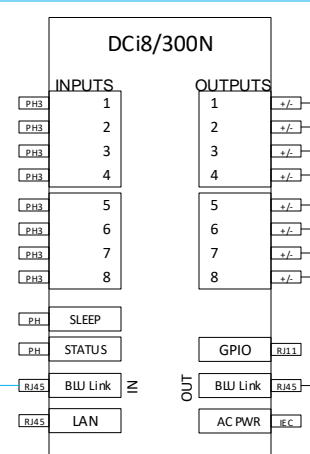 DCi8/300N
INPUTS OUTPUTS
PH3 1 1 +/-
PH3 2 2 +/-
PH3 3 3 +/-
PH3 4 4 +/-
PH3 5 5 +/-
PH3 6 6 +/-
PH3 7 7 +/-
PH3 8 8 +/-
PH SLEEP
PH STATUS GPIO RJ11
RJ45 BLU Link IN OUT BLU Link RJ45
RJ45 LAN AC PWR IEC